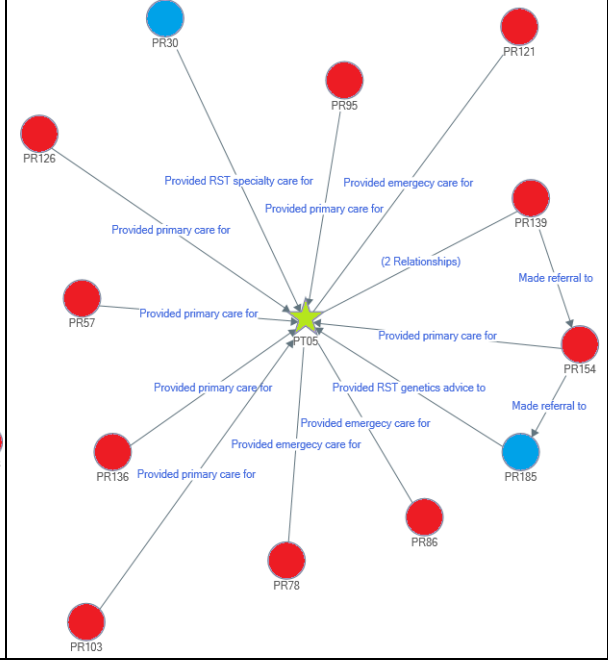 PR30
PR121
PR95
PR126
Provided RST specialty care for
Provided emergecy care for
PR139
Provided primary care for
Provided primary care for
(2 Relationships)
Made referral to
PR57
Provided primary care for
PT05
Provided primary care for
PR154
Provided primary care for
Provided RST genetics advice to
Made referral to
Provided emergecy care for
Provided emergecy care for
PR136
Provided primary care for
PR185
PR86
PR78
PR103